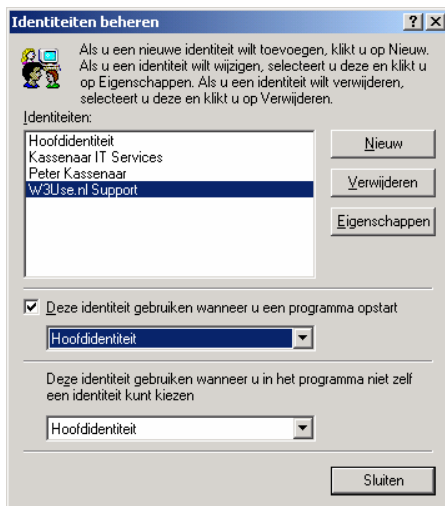 Identiteiten beheren
Als u een nieuwe identiteit wilt toevoegen, klikt u op Nieuw.
Als u een identiteit wilt wijzigen, selecteert u deze en klikt u
op Eigenschappen. Als u een identiteit wilt verwijderen,
selecteert u deze en klikt u op Verwijderen.
Identiteiten:
Hoofdidentiteit
Kassenaar IT Services
Peter Kassenaar
W3Use.nl Support
Nieuw
Verwijderen
Eigenschappen
Deze identiteit gebruiken wanneer u een programma opstart
Hoofdidentiteit
Deze identiteit gebruiken wanneer u in het programma niet zelf
een identiteit kunt kiezen
Hoofdidentiteit
Sluiten